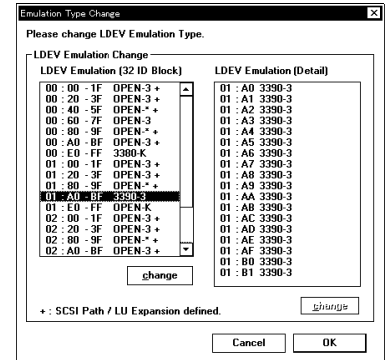 Emulation Type Change
Please change LDEV Emulation Type.
LDEV Emulation Change
LDEV Emulation (32 ID Block)
00 : 00 - 1F OPEN-3 +
00 : 20 - 3F OPEN-3 +
00 : 40 - 5F OPEN-* +
00 : 60 - 7F OPEN-3
00 : 80 - 9F OPEN-* +
00 : A0 - BF OPEN-3 +
00 : E0 - FF 3380-K
01 : 00 - 1F OPEN-3 +
01 : 20 - 3F OPEN-3 +
01 : 80 - 9F OPEN-* +
01 : A0 - BF 3390-3
01 : E0 - FF OPEN-K
02 : 00 - 1F OPEN-3 +
02 : 20 - 3F OPEN-3 +
02 : 80 - 9F OPEN-* +
02 : A0 - BF OPEN-3 +
change
LDEV Emulation (Detail)
01 : A0 3390-3
01 : A1 3390-3
01 : A2 3390-3
01 : A3 3390-3
01 : A4 3390-3
01 : A5 3390-3
01 : A6 3390-3
01 : A7 3390-3
01 : A8 3390-3
01 : A9 3390-3
01 : AA 3390-3
01 : AB 3390-3
01 : AC 3390-3
01 : AD 3390-3
01 : AE 3390-3
01 : AF 3390-3
01 : B0 3390-3
01 : B1 3390-3
change
+ : SCSI Path / LU Expansion defined.
Cancel
OK